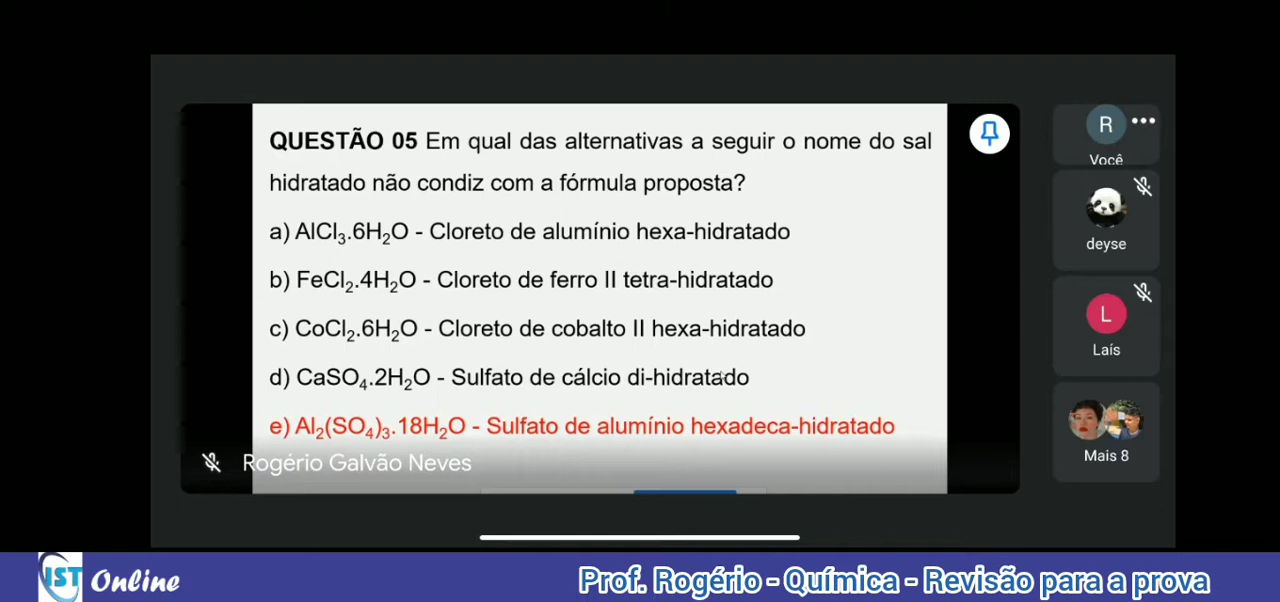 QUESTÃO 05 Em qual das alternativas a seguir o nome do sal
hidratado não condiz com a fórmula proposta?
a) AlCl₃.6H₂O - Cloreto de alumínio hexa-hidratado
b) FeCl₂.4H₂O - Cloreto de ferro II tetra-hidratado
c) CoCl₂.6H₂O - Cloreto de cobalto II hexa-hidratado
d) CaSO₄.2H₂O - Sulfato de cálcio di-hidratado
e) Al₂(SO₄)₃.18H₂O - Sulfato de alumínio hexadeca-hidratado
Rogério Galvão Neves
R
Você
deyse
L
Laís
Mais 8
IST Online
Prof. Rogério - Química - Revisão para a prova